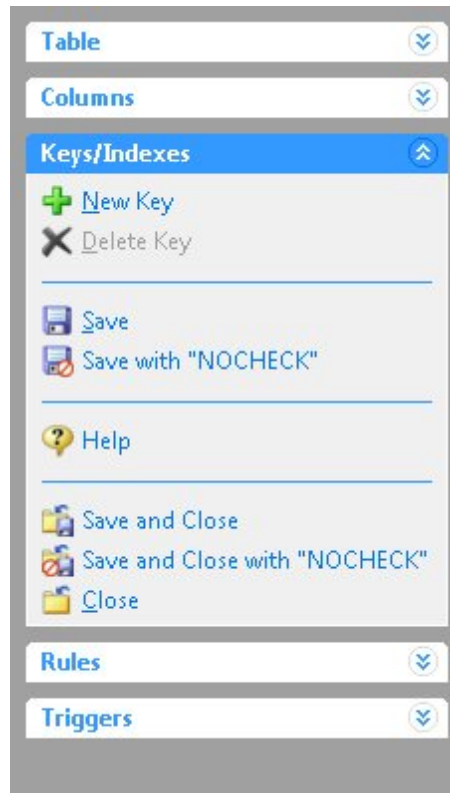 Table
Columns
Keys/Indexes
New Key
Delete Key
Save
Save with "NOCHECK"
Help
Save and Close
Save and Close with "NOCHECK"
Close
Rules
Triggers